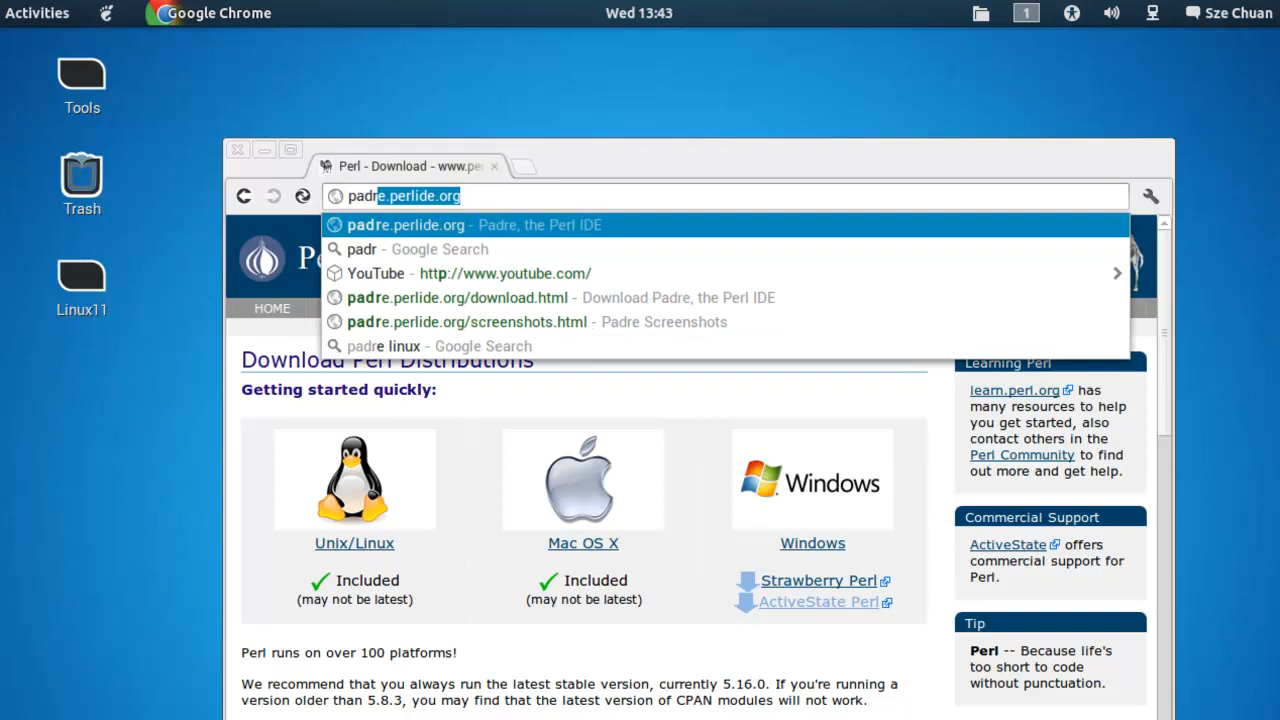 Activities
Google Chrome
Wed 13:43
1
Sze Chuan
Tools
Trash
Linux11
Perl - Download - www.pe
padre.perlide.org
padre.perlide.org - Padre, the Perl IDE
padr - Google Search
YouTube - http://www.youtube.com/
padre.perlide.org/download.html - Download Padre, the Perl IDE
padre.perlide.org/screenshots.html - Padre Screenshots
padre linux - Google Search
HOME
Download Perl Distributions
Getting started quickly:
Unix/Linux
Included
(may not be latest)
Mac OS X
Included
(may not be latest)
Windows
Windows
Strawberry Perl
ActiveState Perl
Perl runs on over 100 platforms!
We recommend that you always run the latest stable version, currently 5.16.0. If you're running a
version older than 5.8.3, you may find that the latest version of CPAN modules will not work.
Learning Perl
learn.perl.org has
many resources to help
you get started, also
contact others in the
Perl Community to find
out more and get help.
Commercial Support
ActiveState offers
commercial support for
Perl.
Tip
Perl -- Because life's
too short to code
without punctuation.